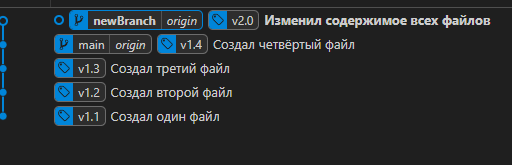 newBranch origin v2.0 Изменил содержимое всех файлов
main origin v1.4 Создал четвёртый файл
v1.3 Создал третий файл
v1.2 Создал второй файл
v1.1 Создал один файл